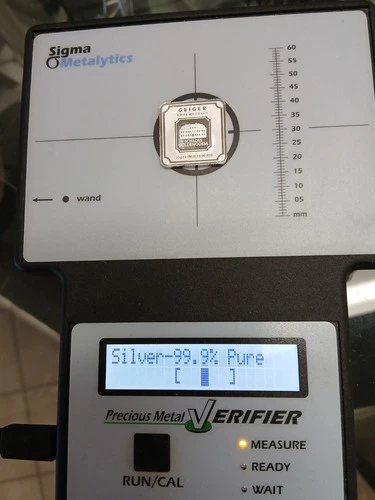 Sigma
Metalytics
60
55
50
45
40
35
30
25
20
15
10
05
mm
GEIGER
EDELMETALLE
wand
Silver-99.9% Pure
[ ]
Precious Metal VERIFIER
RUN/CAL
MEASURE
READY
WAIT